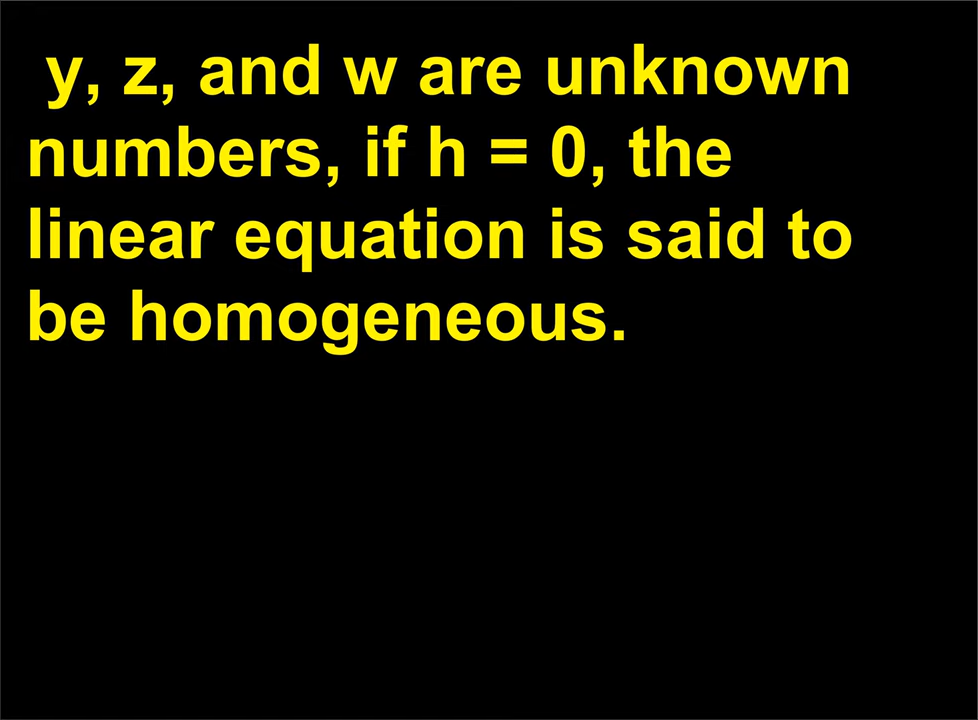 y, z, and w are unknown
numbers, if h = 0, the
linear equation is said to
be homogeneous.